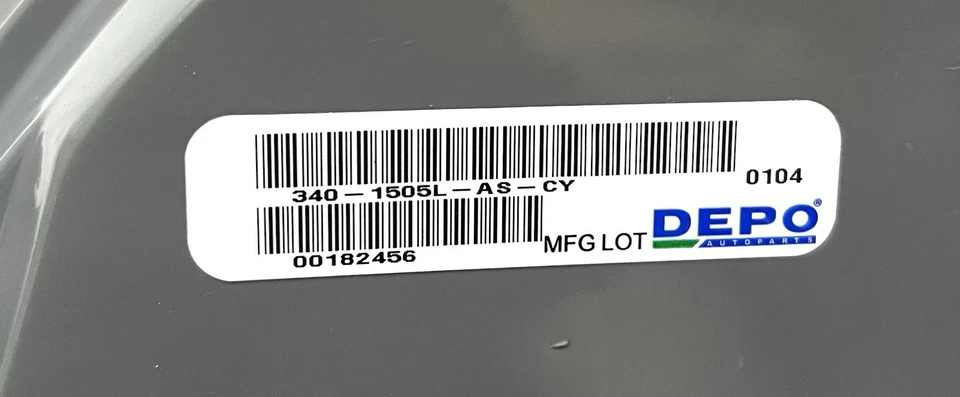 340-1505L-AS-CY
0104
00182456
MFG LOT
DEPO®
AUTOPARTS